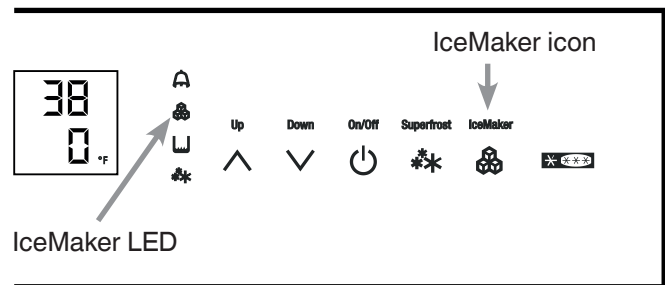 IceMaker icon
38
0 °F
Up Down On/Off Superfrost IceMaker
IceMaker LED